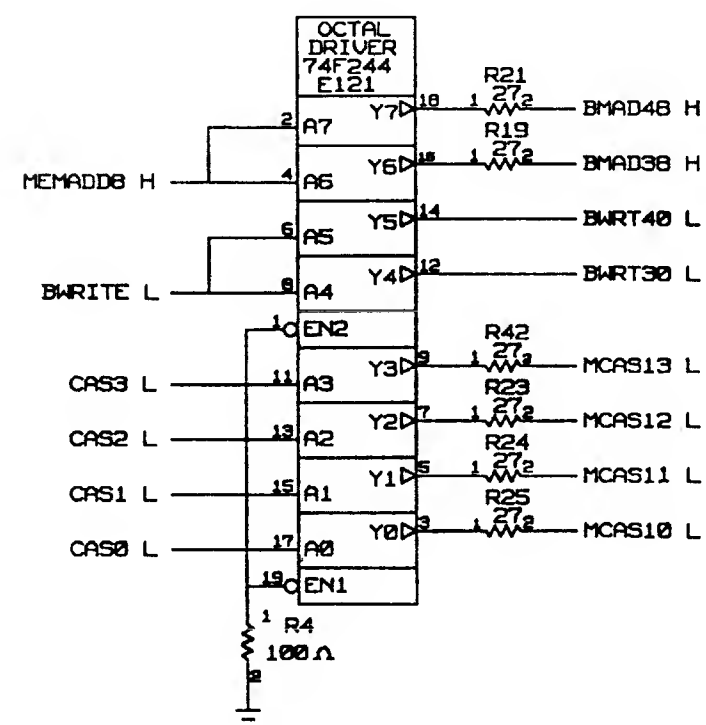 OCTAL
DRIVER
74F244
E121
R21
27
2 A7 Y7 18 1 2 BMAD48 H
R19
27
MEMADD8 H 4 A6 Y6 16 1 2 BMAD38 H
6 A5 Y5 14 BWRT40 L
BWRITE L 8 A4 Y4 12 BWRT30 L
1 EN2
R42
27
CAS3 L 11 A3 Y3 9 1 2 MCAS13 L
R23
27
CAS2 L 13 A2 Y2 7 1 2 MCAS12 L
R24
27
CAS1 L 15 A1 Y1 5 1 2 MCAS11 L
R25
27
CAS0 L 17 A0 Y0 3 1 2 MCAS10 L
19 EN1
1 R4
100Ω
2